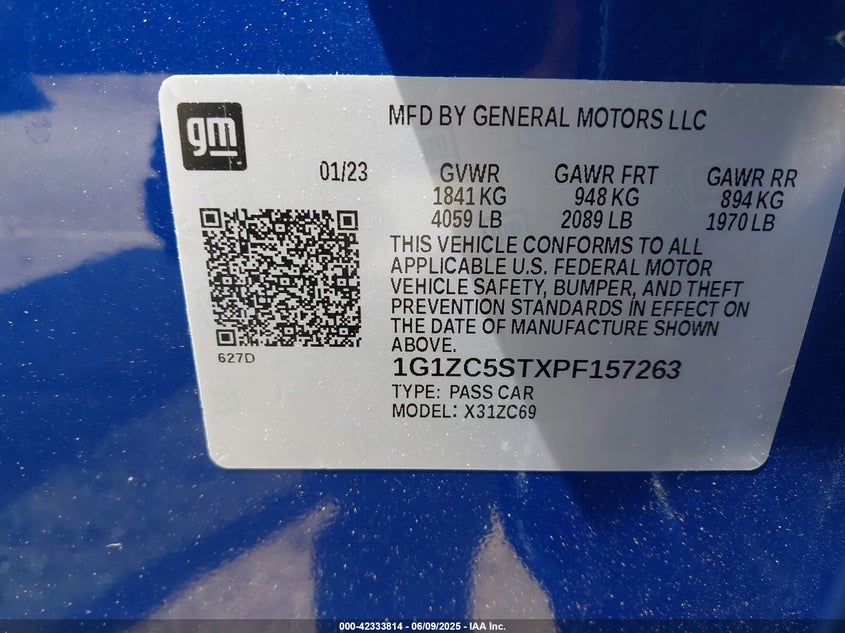 gm
MFD BY GENERAL MOTORS LLC
01/23
GVWR GAWR FRT GAWR RR
1841 KG 948 KG 894 KG
4059 LB 2089 LB 1970 LB
THIS VEHICLE CONFORMS TO ALL
APPLICABLE U.S. FEDERAL MOTOR
VEHICLE SAFETY, BUMPER, AND THEFT
PREVENTION STANDARDS IN EFFECT ON
THE DATE OF MANUFACTURE SHOWN
ABOVE.
627D
1G1ZC5STXPF157263
TYPE: PASS CAR
MODEL: X31ZC69
000-42333814 - 06/09/2025 - IAA Inc.